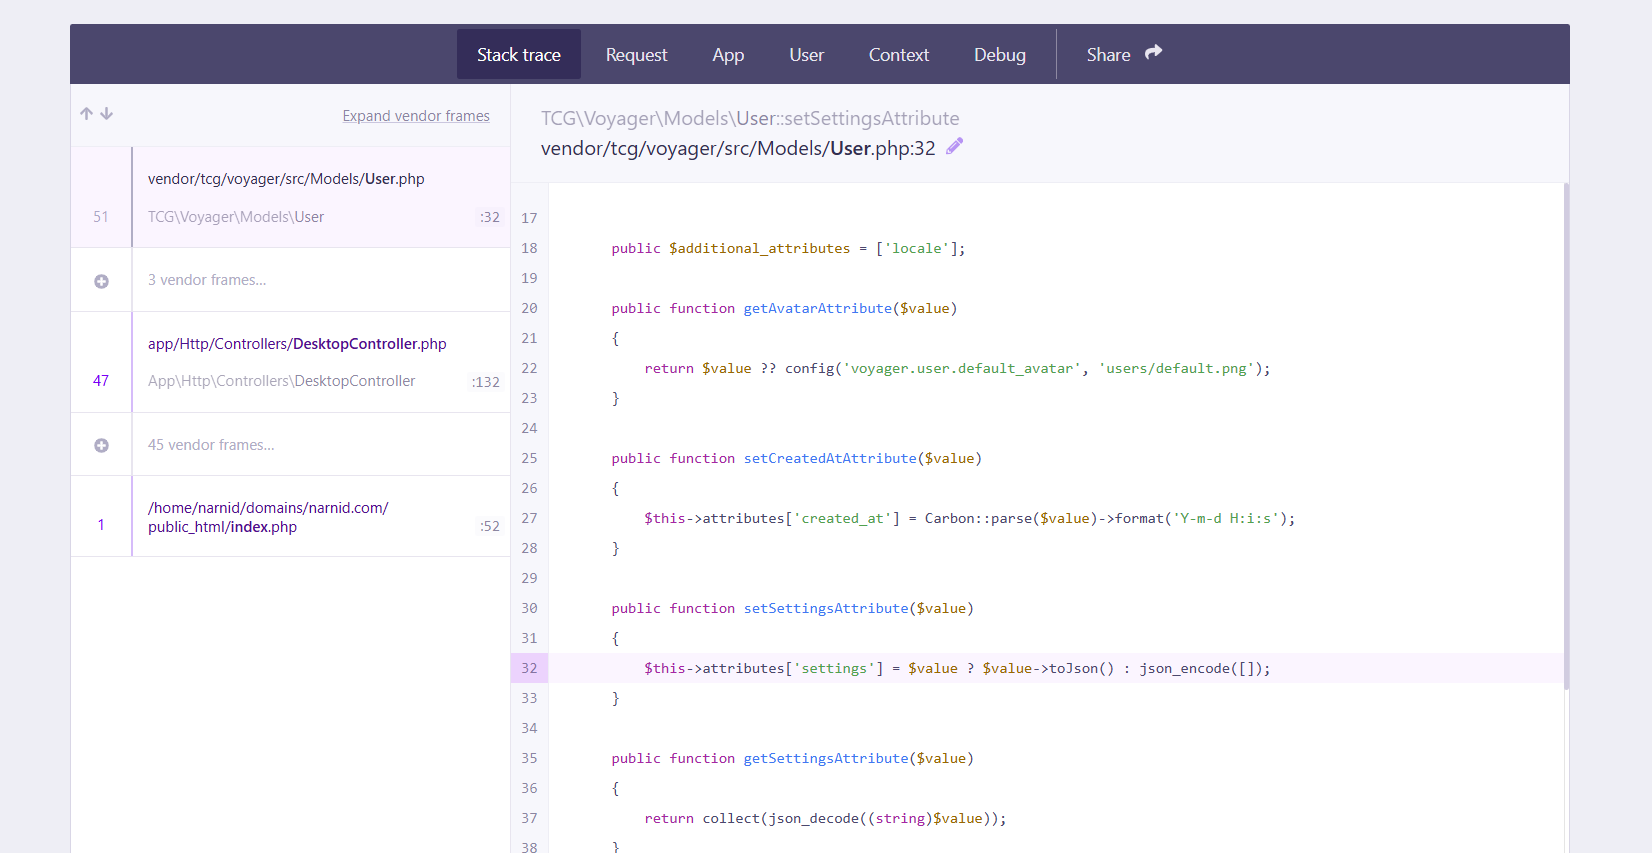 Stack trace
Request
App
User
Context
Debug
Share
Expand vendor frames
vendor/tcg/voyager/src/Models/User.php
51
TCG\Voyager\Models\User
:32
3 vendor frames...
app/Http/Controllers/DesktopController.php
47
App\Http\Controllers\DesktopController
:132
45 vendor frames...
/home/narnid/domains/narnid.com/
public_html/index.php
1
:52
TCG\Voyager\Models\User::setSettingsAttribute
vendor/tcg/voyager/src/Models/User.php:32
17
18 public $additional_attributes = ['locale'];
19
20 public function getAvatarAttribute($value)
21 {
22 return $value ?? config('voyager.user.default_avatar', 'users/default.png');
23 }
24
25 public function setCreatedAtAttribute($value)
26 {
27 $this->attributes['created_at'] = Carbon::parse($value)->format('Y-m-d H:i:s');
28 }
29
30 public function setSettingsAttribute($value)
31 {
32 $this->attributes['settings'] = $value ? $value->toJson() : json_encode([]);
33 }
34
35 public function getSettingsAttribute($value)
36 {
37 return collect(json_decode((string)$value));
38 }